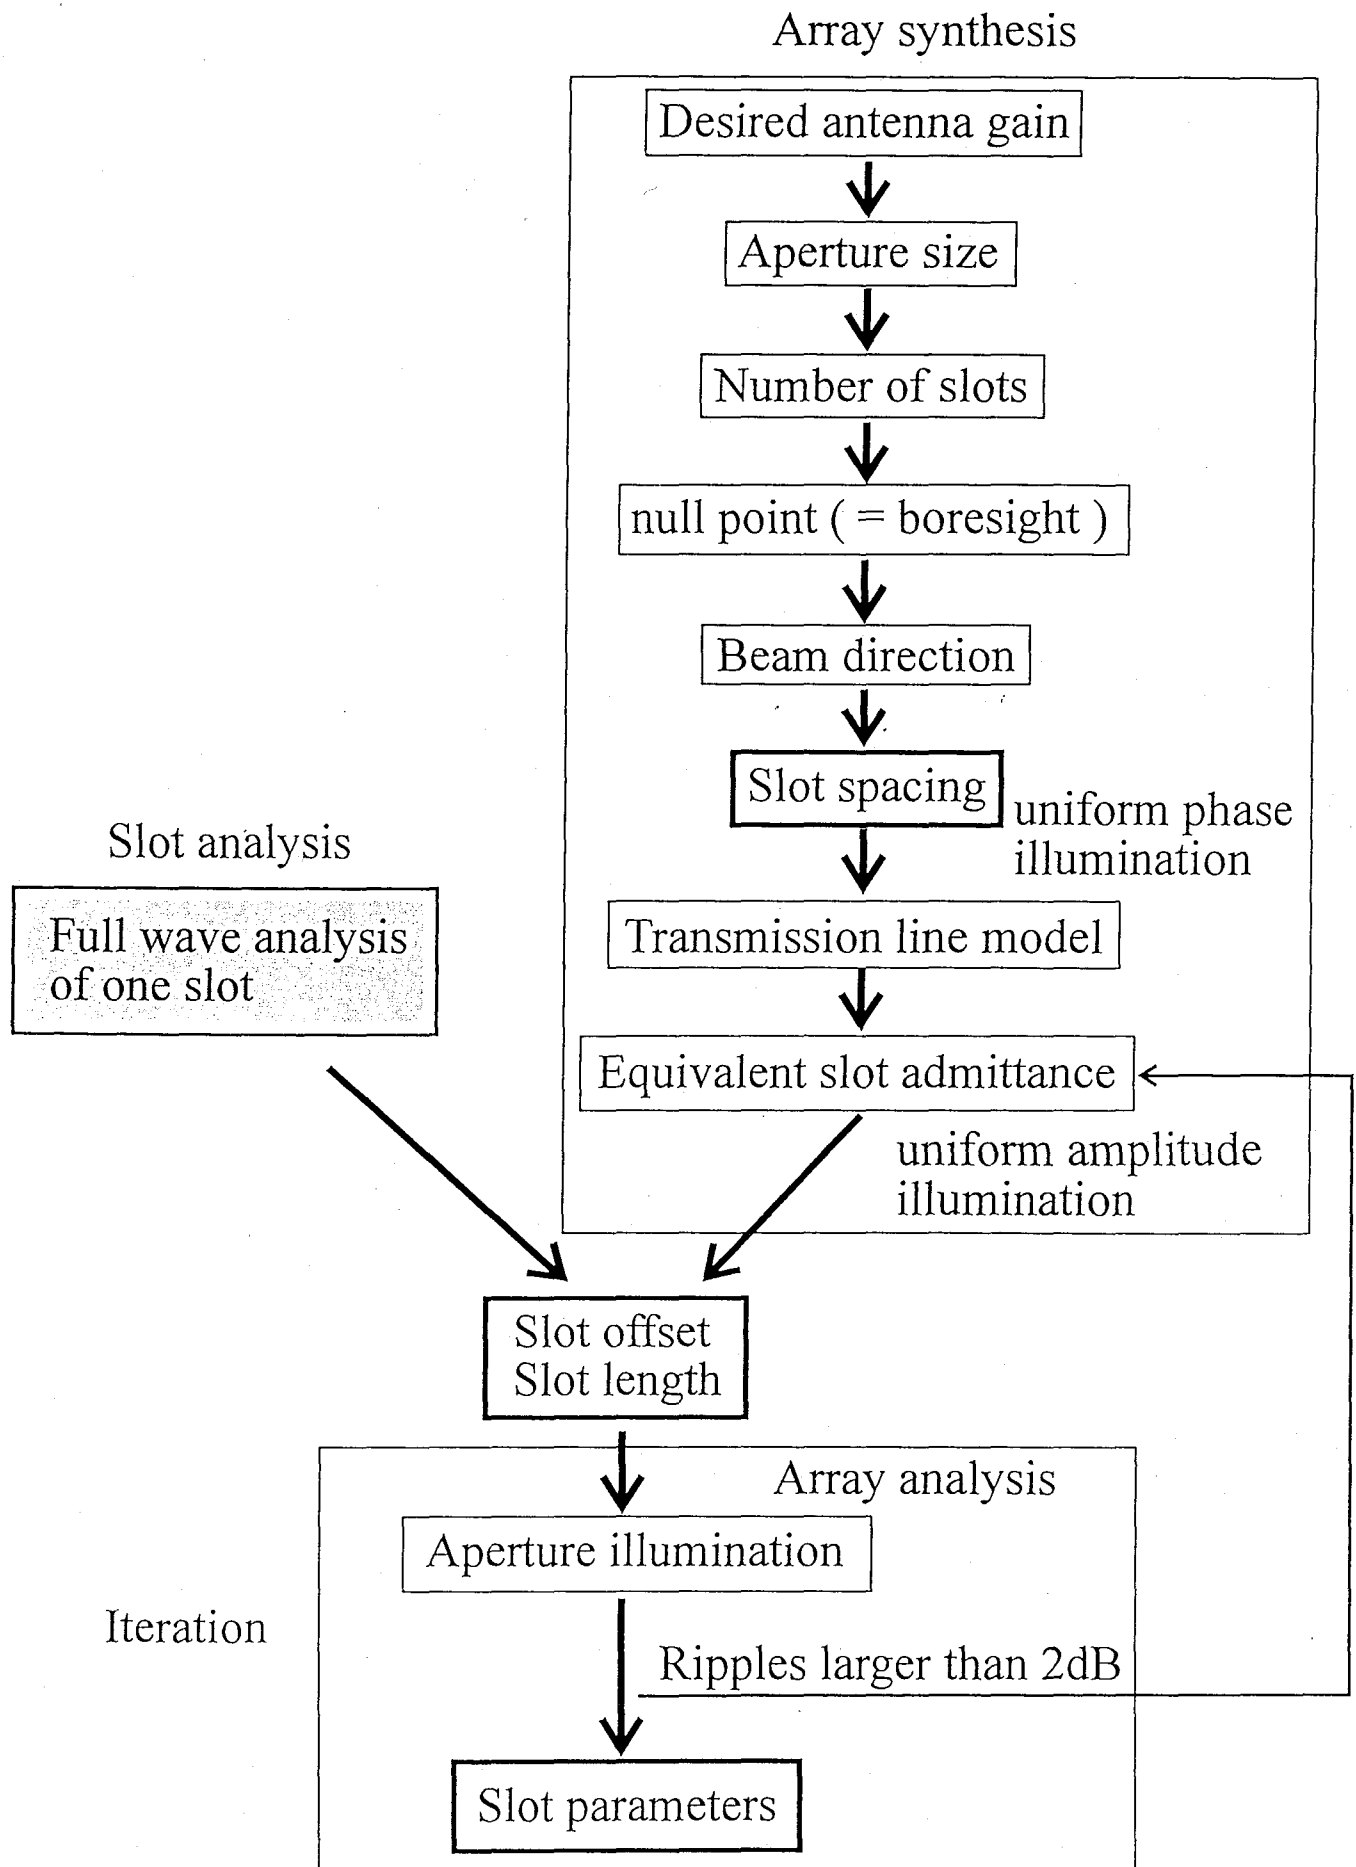 Array synthesis
Desired antenna gain
Aperture size
Number of slots
null point ( = boresight )
Beam direction
Slot spacing
uniform phase
illumination
Slot analysis
Full wave analysis
of one slot
Transmission line model
Equivalent slot admittance
uniform amplitude
illumination
Slot offset
Slot length
Array analysis
Aperture illumination
Iteration
Ripples larger than 2dB
Slot parameters